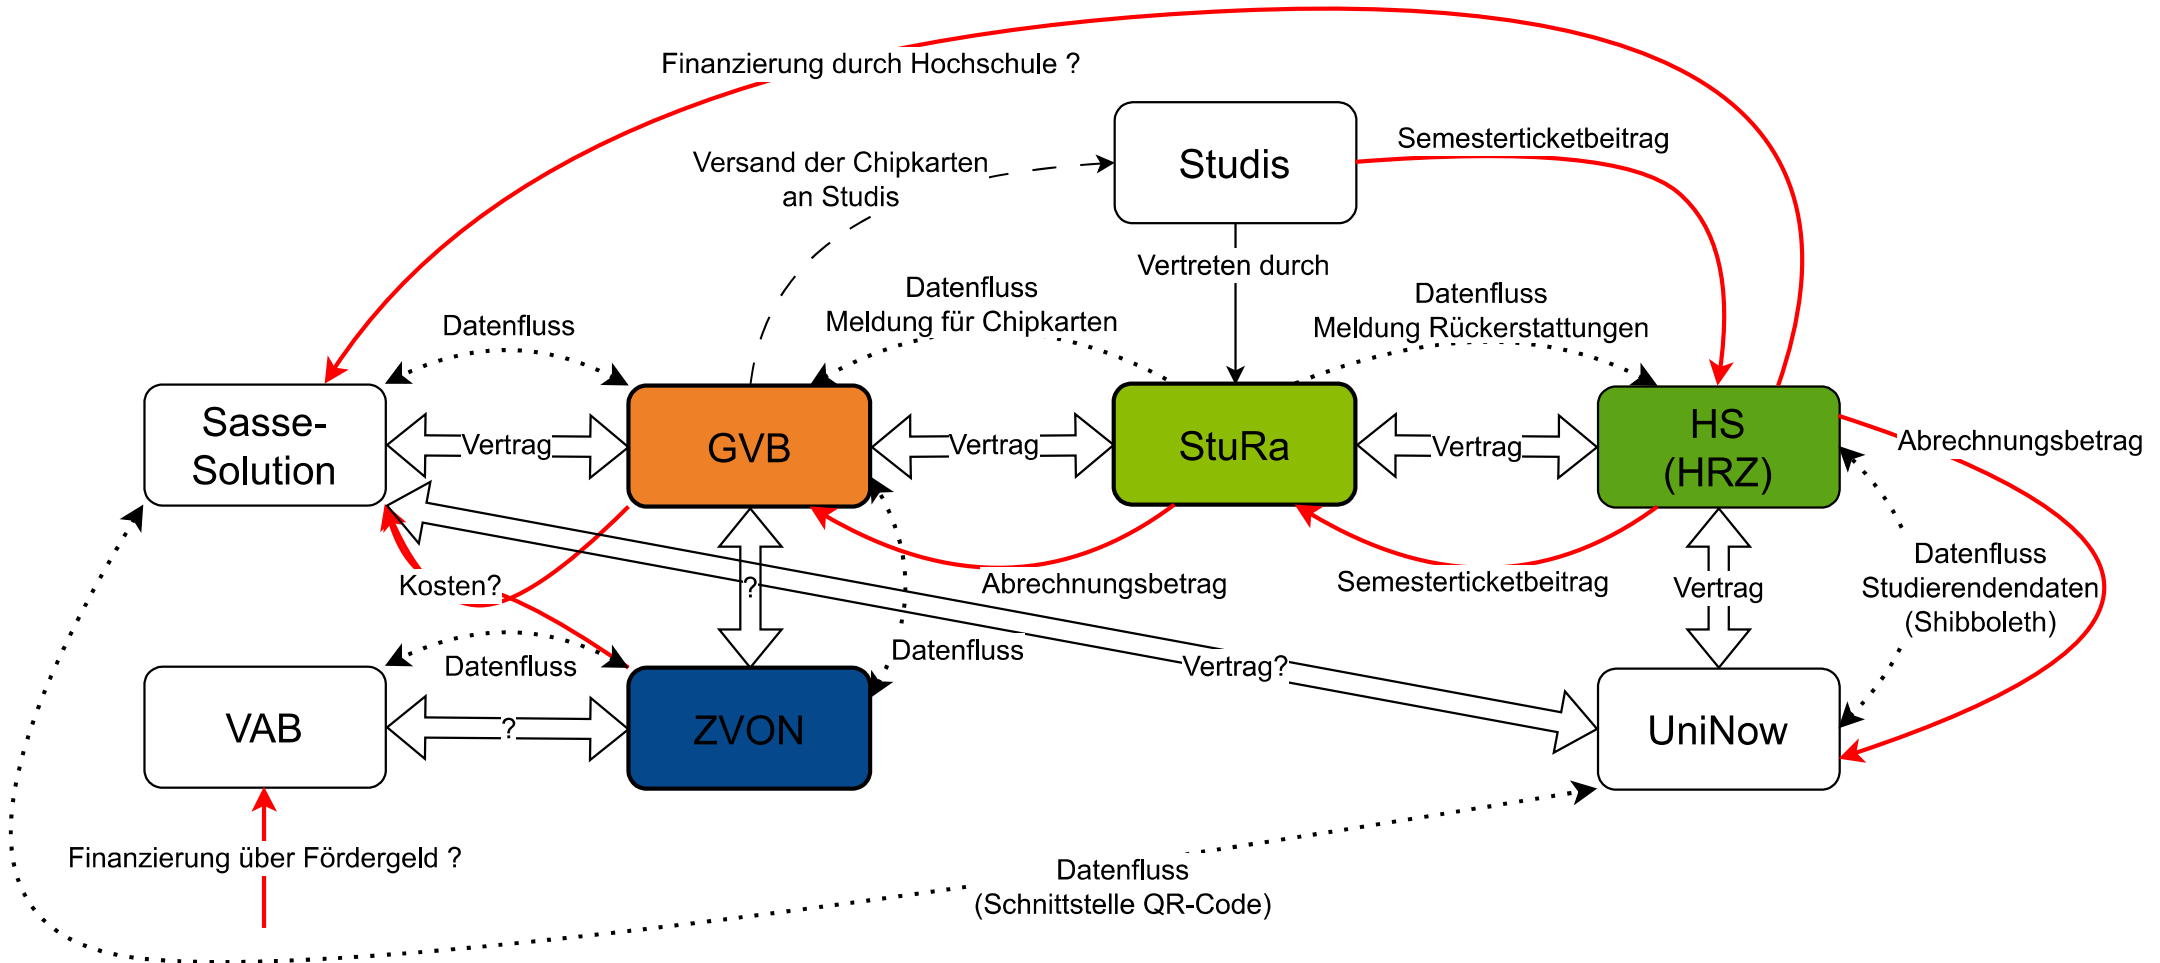 Finanzierung durch Hochschule ?
Semesterticketbeitrag
Versand der Chipkarten
an Studis
Studis
Vertreten durch
Datenfluss
Datenfluss
Meldung für Chipkarten
Datenfluss
Meldung Rückerstattungen
Sasse-
Solution
Vertrag
GVB
Vertrag
StuRa
Vertrag
HS
(HRZ)
Abrechnungsbetrag
Kosten?
?
Abrechnungsbetrag
Semesterticketbeitrag
Vertrag
Datenfluss
Studierendendaten
(Shibboleth)
Datenfluss
Datenfluss
Vertrag?
VAB
?
ZVON
UniNow
Finanzierung über Fördergeld ?
Datenfluss
(Schnittstelle QR-Code)